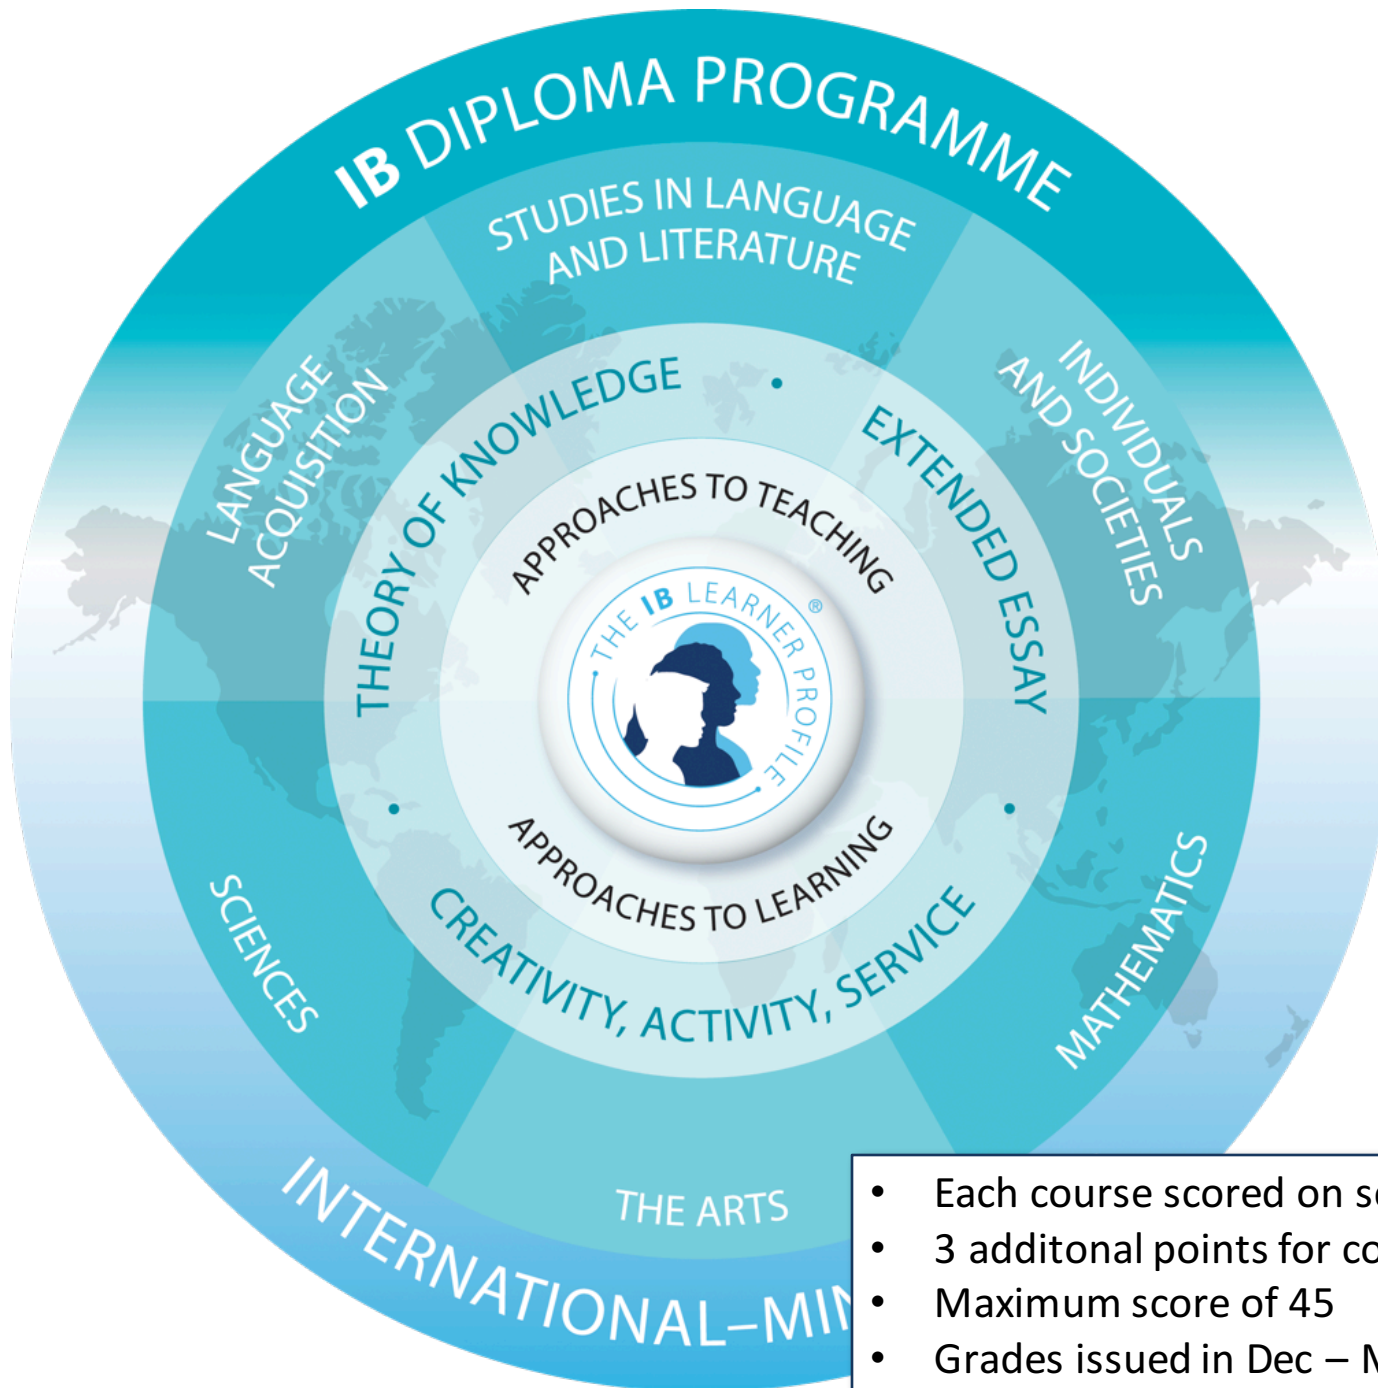 IB DIPLOMA PROGRAMME
STUDIES IN LANGUAGE
AND LITERATURE
LANGUAGE
ACQUISITION
INDIVIDUALS
AND SOCIETIES
THEORY OF KNOWLEDGE
•
EXTENDED ESSAY
APPROACHES TO TEACHING
THE IB LEARNER PROFILE ®
APPROACHES TO LEARNING
• CREATIVITY, ACTIVITY, SERVICE •
SCIENCES
MATHEMATICS
THE ARTS
INTERNATIONAL–MIN
• Each course scored on
• 3 additonal points for
• Maximum score of 45
• Grades issued in Dec –